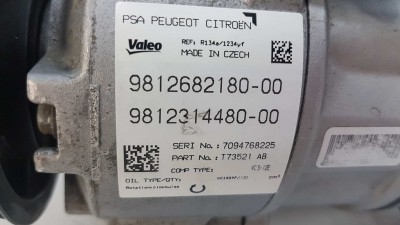 PSA PEUGEOT CITROËN
Valeo
REF: R134a/1234yf
MADE IN CZECH
9812682180-00
9812314480-00
SERI No.: 7094768225
PART No.: T73521 AB
COMP TYPE:
OIL TYPE/QTY: